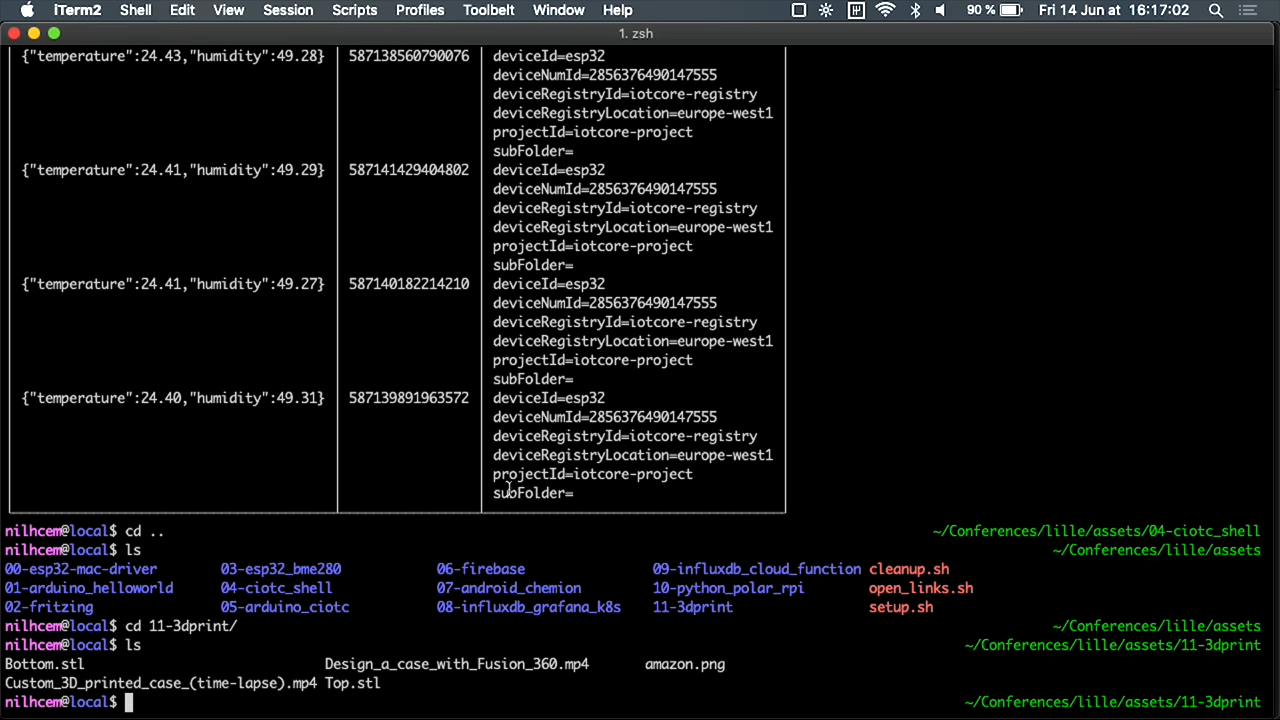 iTerm2 Shell Edit View Session Scripts Profiles Toolbelt Window Help 90 % Fri 14 Jun at 16:17:02
1. zsh
{"temperature":24.43,"humidity":49.28} 587138560790076 deviceId=esp32
deviceNumId=2856376490147555
deviceRegistryId=iotcore-registry
deviceRegistryLocation=europe-west1
projectId=iotcore-project
subFolder=
{"temperature":24.41,"humidity":49.29} 587141429404802 deviceId=esp32
deviceNumId=2856376490147555
deviceRegistryId=iotcore-registry
deviceRegistryLocation=europe-west1
projectId=iotcore-project
subFolder=
{"temperature":24.41,"humidity":49.27} 587140182214210 deviceId=esp32
deviceNumId=2856376490147555
deviceRegistryId=iotcore-registry
deviceRegistryLocation=europe-west1
projectId=iotcore-project
subFolder=
{"temperature":24.40,"humidity":49.31} 587139891963572 deviceId=esp32
deviceNumId=2856376490147555
deviceRegistryId=iotcore-registry
deviceRegistryLocation=europe-west1
projectId=iotcore-project
subFolder=
nilhcem@local$ cd .. ~/Conferences/lille/assets/04-ciotc_shell
nilhcem@local$ ls ~/Conferences/lille/assets
00-esp32-mac-driver 03-esp32_bme280 06-firebase 09-influxdb_cloud_function cleanup.sh
01-arduino_helloworld 04-ciotc_shell 07-android_chemion 10-python_polar_rpi open_links.sh
02-fritzing 05-arduino_ciotc 08-influxdb_grafana_k8s 11-3dprint setup.sh
nilhcem@local$ cd 11-3dprint/ ~/Conferences/lille/assets
nilhcem@local$ ls ~/Conferences/lille/assets/11-3dprint
Bottom.stl Design_a_case_with_Fusion_360.mp4 amazon.png
Custom_3D_printed_case_(time-lapse).mp4 Top.stl
nilhcem@local$ ~/Conferences/lille/assets/11-3dprint